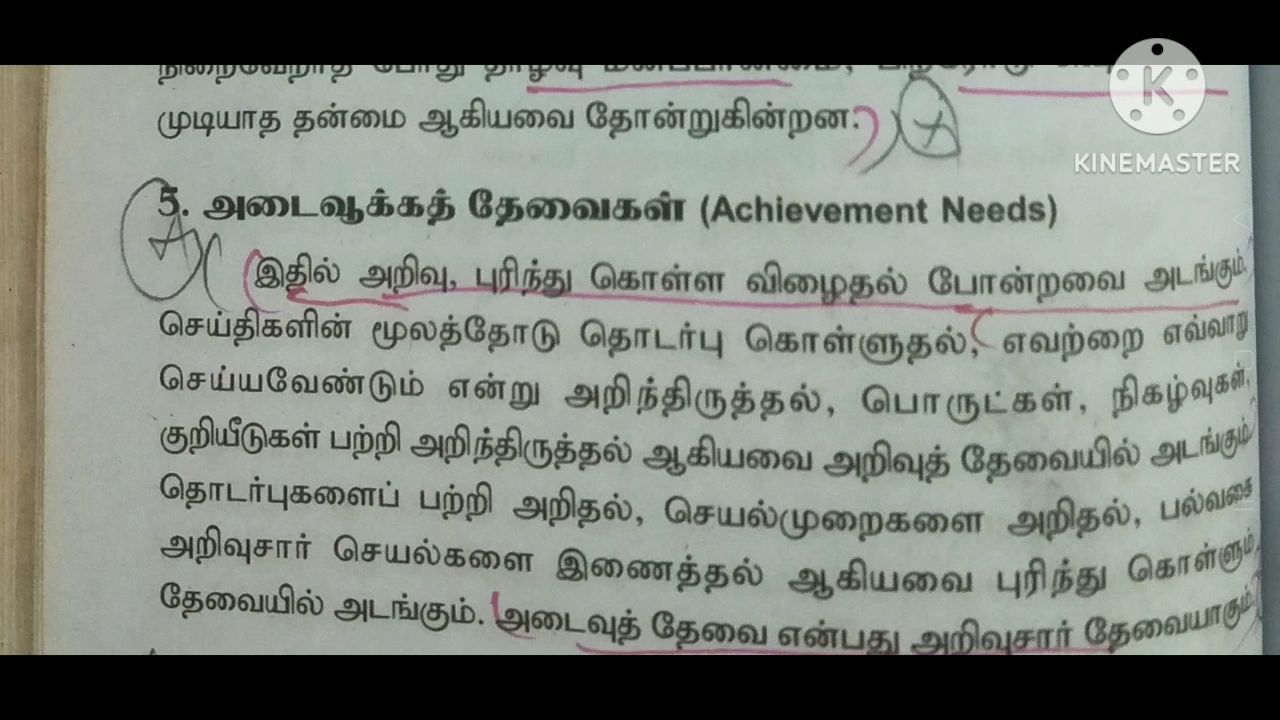 முடியாத தன்மை ஆகியவை தோன்றுகின்றன.
K
KINEMASTER
5. அடைவூக்கத் தேவைகள் (Achievement Needs)
இதில் அறிவு, புரிந்து கொள்ள விழைதல் போன்றவை அடங்கும்.
செய்திகளின் மூலத்தோடு தொடர்பு கொள்ளுதல், எவற்றை எவ்வாறு
செய்யவேண்டும் என்று அறிந்திருத்தல், பொருட்கள், நிகழ்வுகள்,
குறியீடுகள் பற்றி அறிந்திருத்தல் ஆகியவை அறிவுத் தேவையில் அடங்கும்.
தொடர்புகளைப் பற்றி அறிதல், செயல்முறைகளை அறிதல், பல்வகை
அறிவுசார் செயல்களை இணைத்தல் ஆகியவை புரிந்து கொள்ளும்
தேவையில் அடங்கும். அடைவுத் தேவை என்பது அறிவுசார் தேவையாகும்.